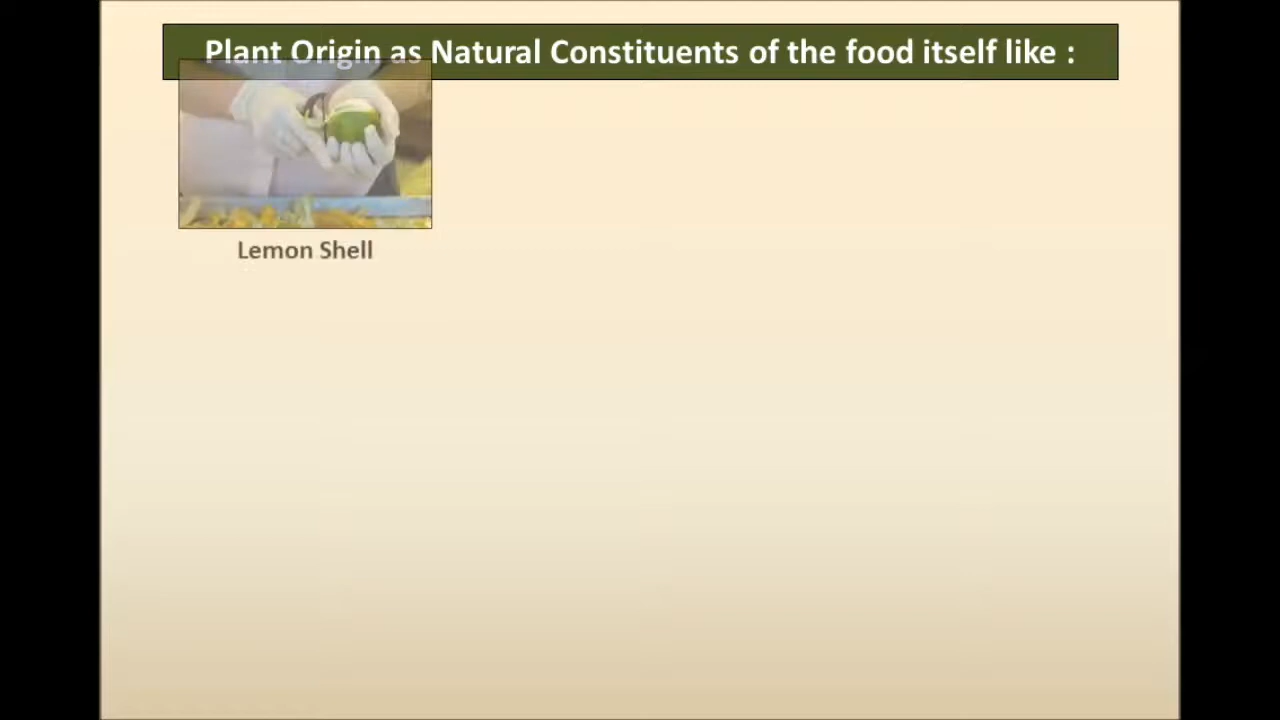 Plant Origin as Natural Constituents of the food itself like :
Lemon Shell